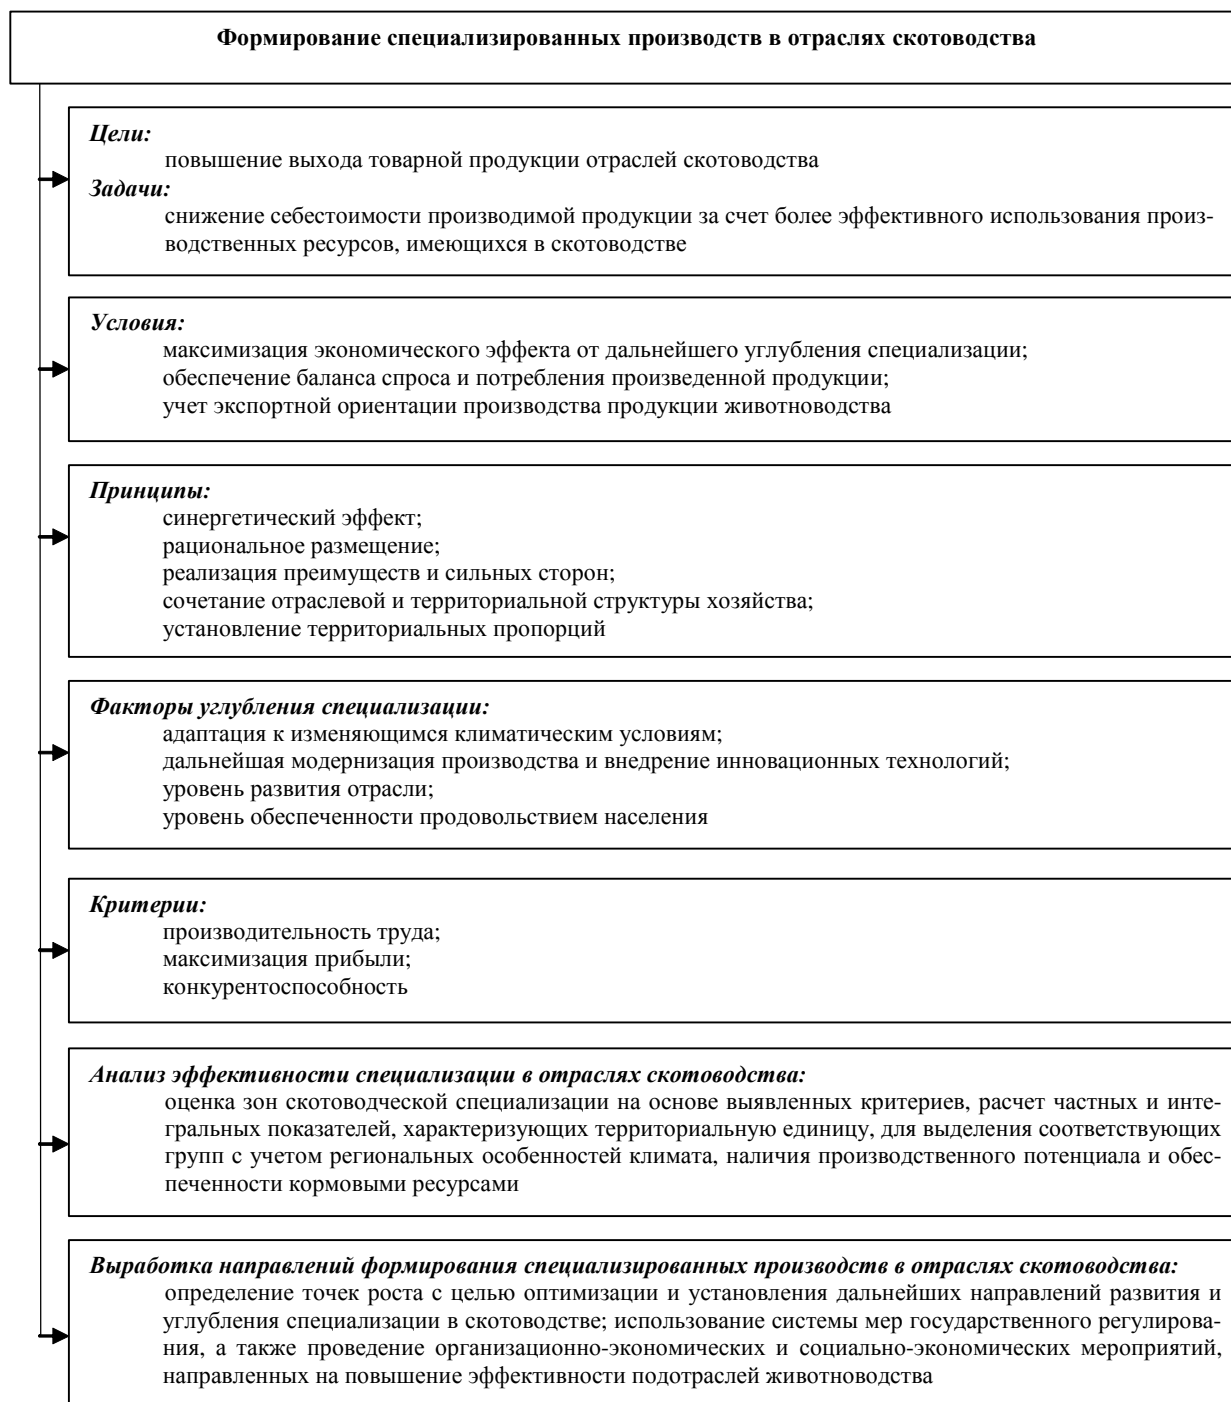 Формирование специализированных производств в отраслях скотоводства
Цели:
повышение выхода товарной продукции отраслей скотоводства
Задачи:
снижение себестоимости производимой продукции за счет более эффективного использования произ-
водственных ресурсов, имеющихся в скотоводстве
Условия:
максимизация экономического эффекта от дальнейшего углубления специализации;
обеспечение баланса спроса и потребления произведенной продукции;
учет экспортной ориентации производства продукции животноводства
Принципы:
синергетический эффект;
рациональное размещение;
реализация преимуществ и сильных сторон;
сочетание отраслевой и территориальной структуры хозяйства;
установление территориальных пропорций
Факторы углубления специализации:
адаптация к изменяющимся климатическим условиям;
дальнейшая модернизация производства и внедрение инновационных технологий;
уровень развития отрасли;
уровень обеспеченности продовольствием населения
Критерии:
производительность труда;
максимизация прибыли;
конкурентоспособность
Анализ эффективности специализации в отраслях скотоводства:
оценка зон скотоводческой специализации на основе выявленных критериев, расчет частных и инте-
гральных показателей, характеризующих территориальную единицу, для выделения соответствующих
групп с учетом региональных особенностей климата, наличия производственного потенциала и обес-
печенности кормовыми ресурсами
Выработка направлений формирования специализированных производств в отраслях скотоводства:
определение точек роста с целью оптимизации и установления дальнейших направлений развития и
углубления специализации в скотоводстве; использование системы мер государственного регулирова-
ния, а также проведение организационно-экономических и социально-экономических мероприятий,
направленных на повышение эффективности подотраслей животноводства